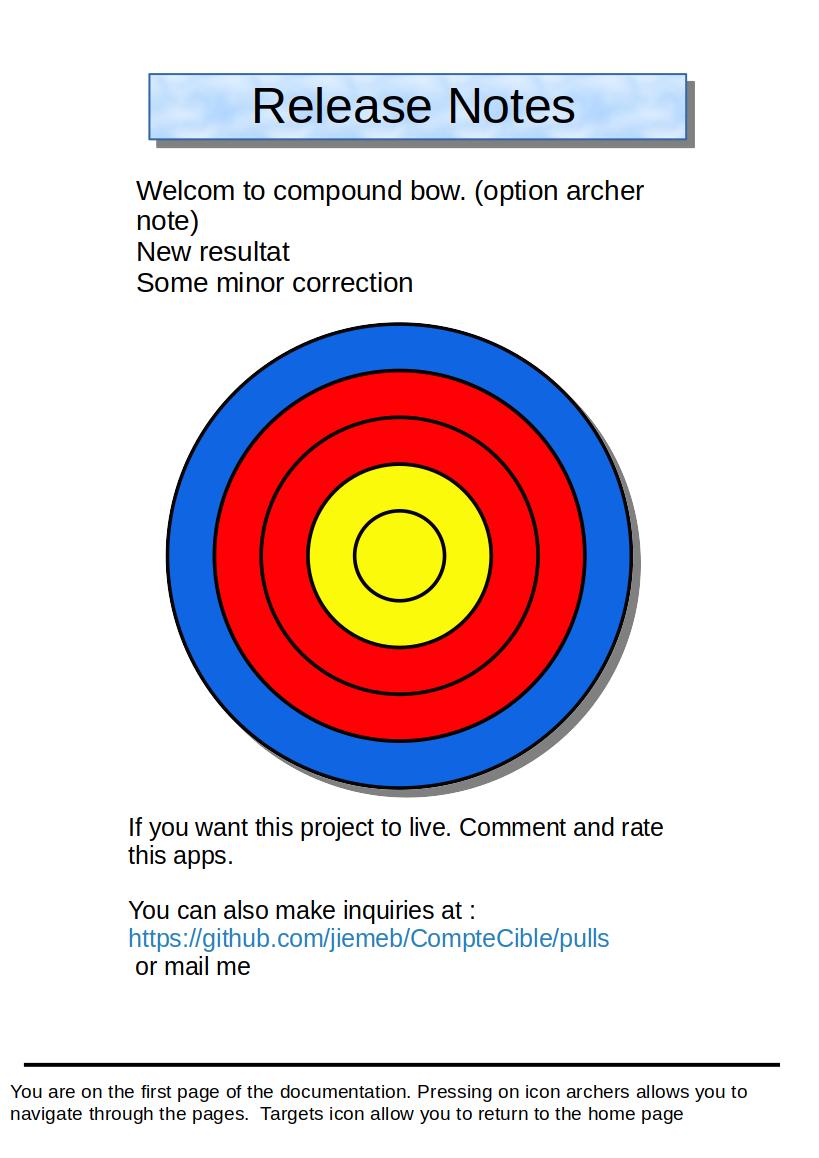 Release Notes
Welcom to compound bow. (option archer
note)
New resultat
Some minor correction
If you want this project to live. Comment and rate
this apps.
You can also make inquiries at :
https://github.com/jiemeb/CompteCible/pulls
or mail me
You are on the first page of the documentation. Pressing on icon archers allows you to
navigate through the pages.  Targets icon allow you to return to the home page